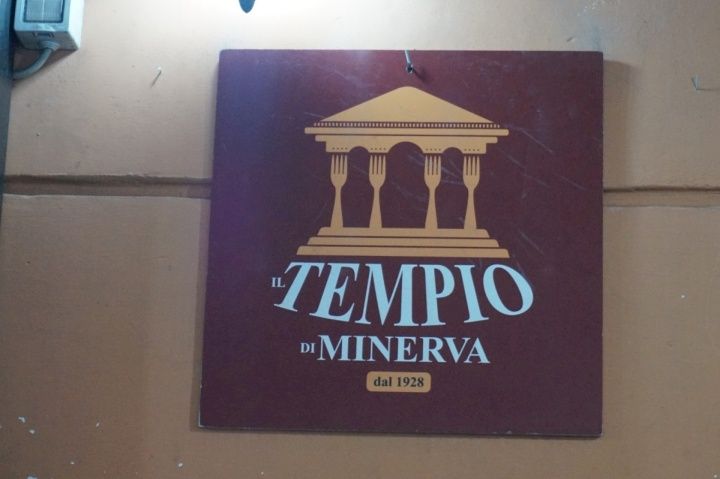 IL TEMPIO
DI MINERVA
dal 1928